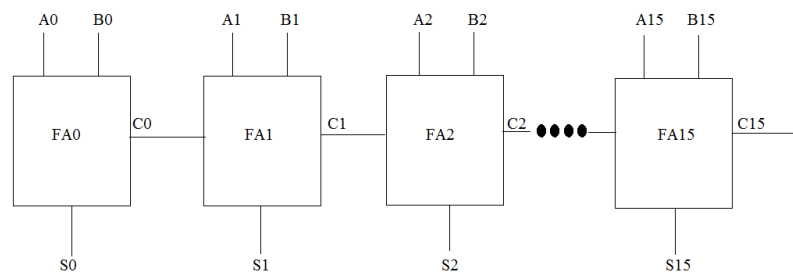 A0 B0 A1 B1 A2 B2 A15 B15
FA0 C0 FA1 C1 FA2 C2 FA15 C15
S0 S1 S2 S15